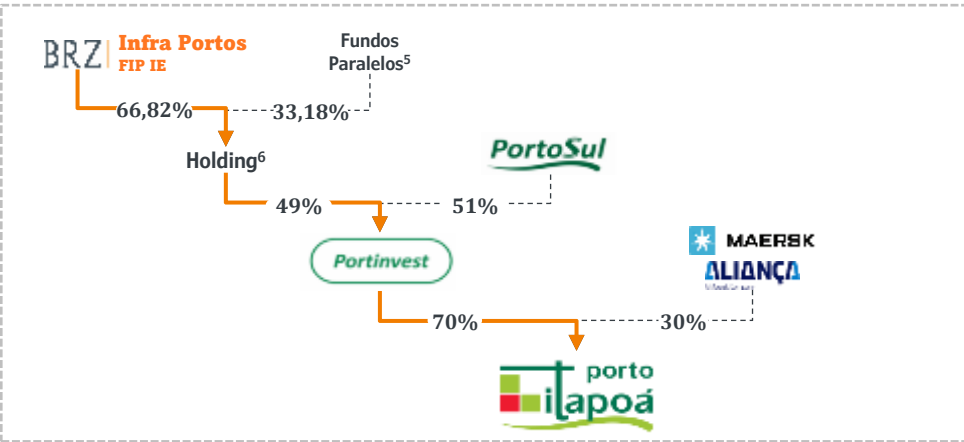 BRZ
Infra Portos
FIP IE
Fundos
Paralelos⁵
66,82%
33,18%
Holding⁶
PortoSul
49%
51%
Portinvest
MAERSK
ALIANÇA
70%
30%
porto
itapoá